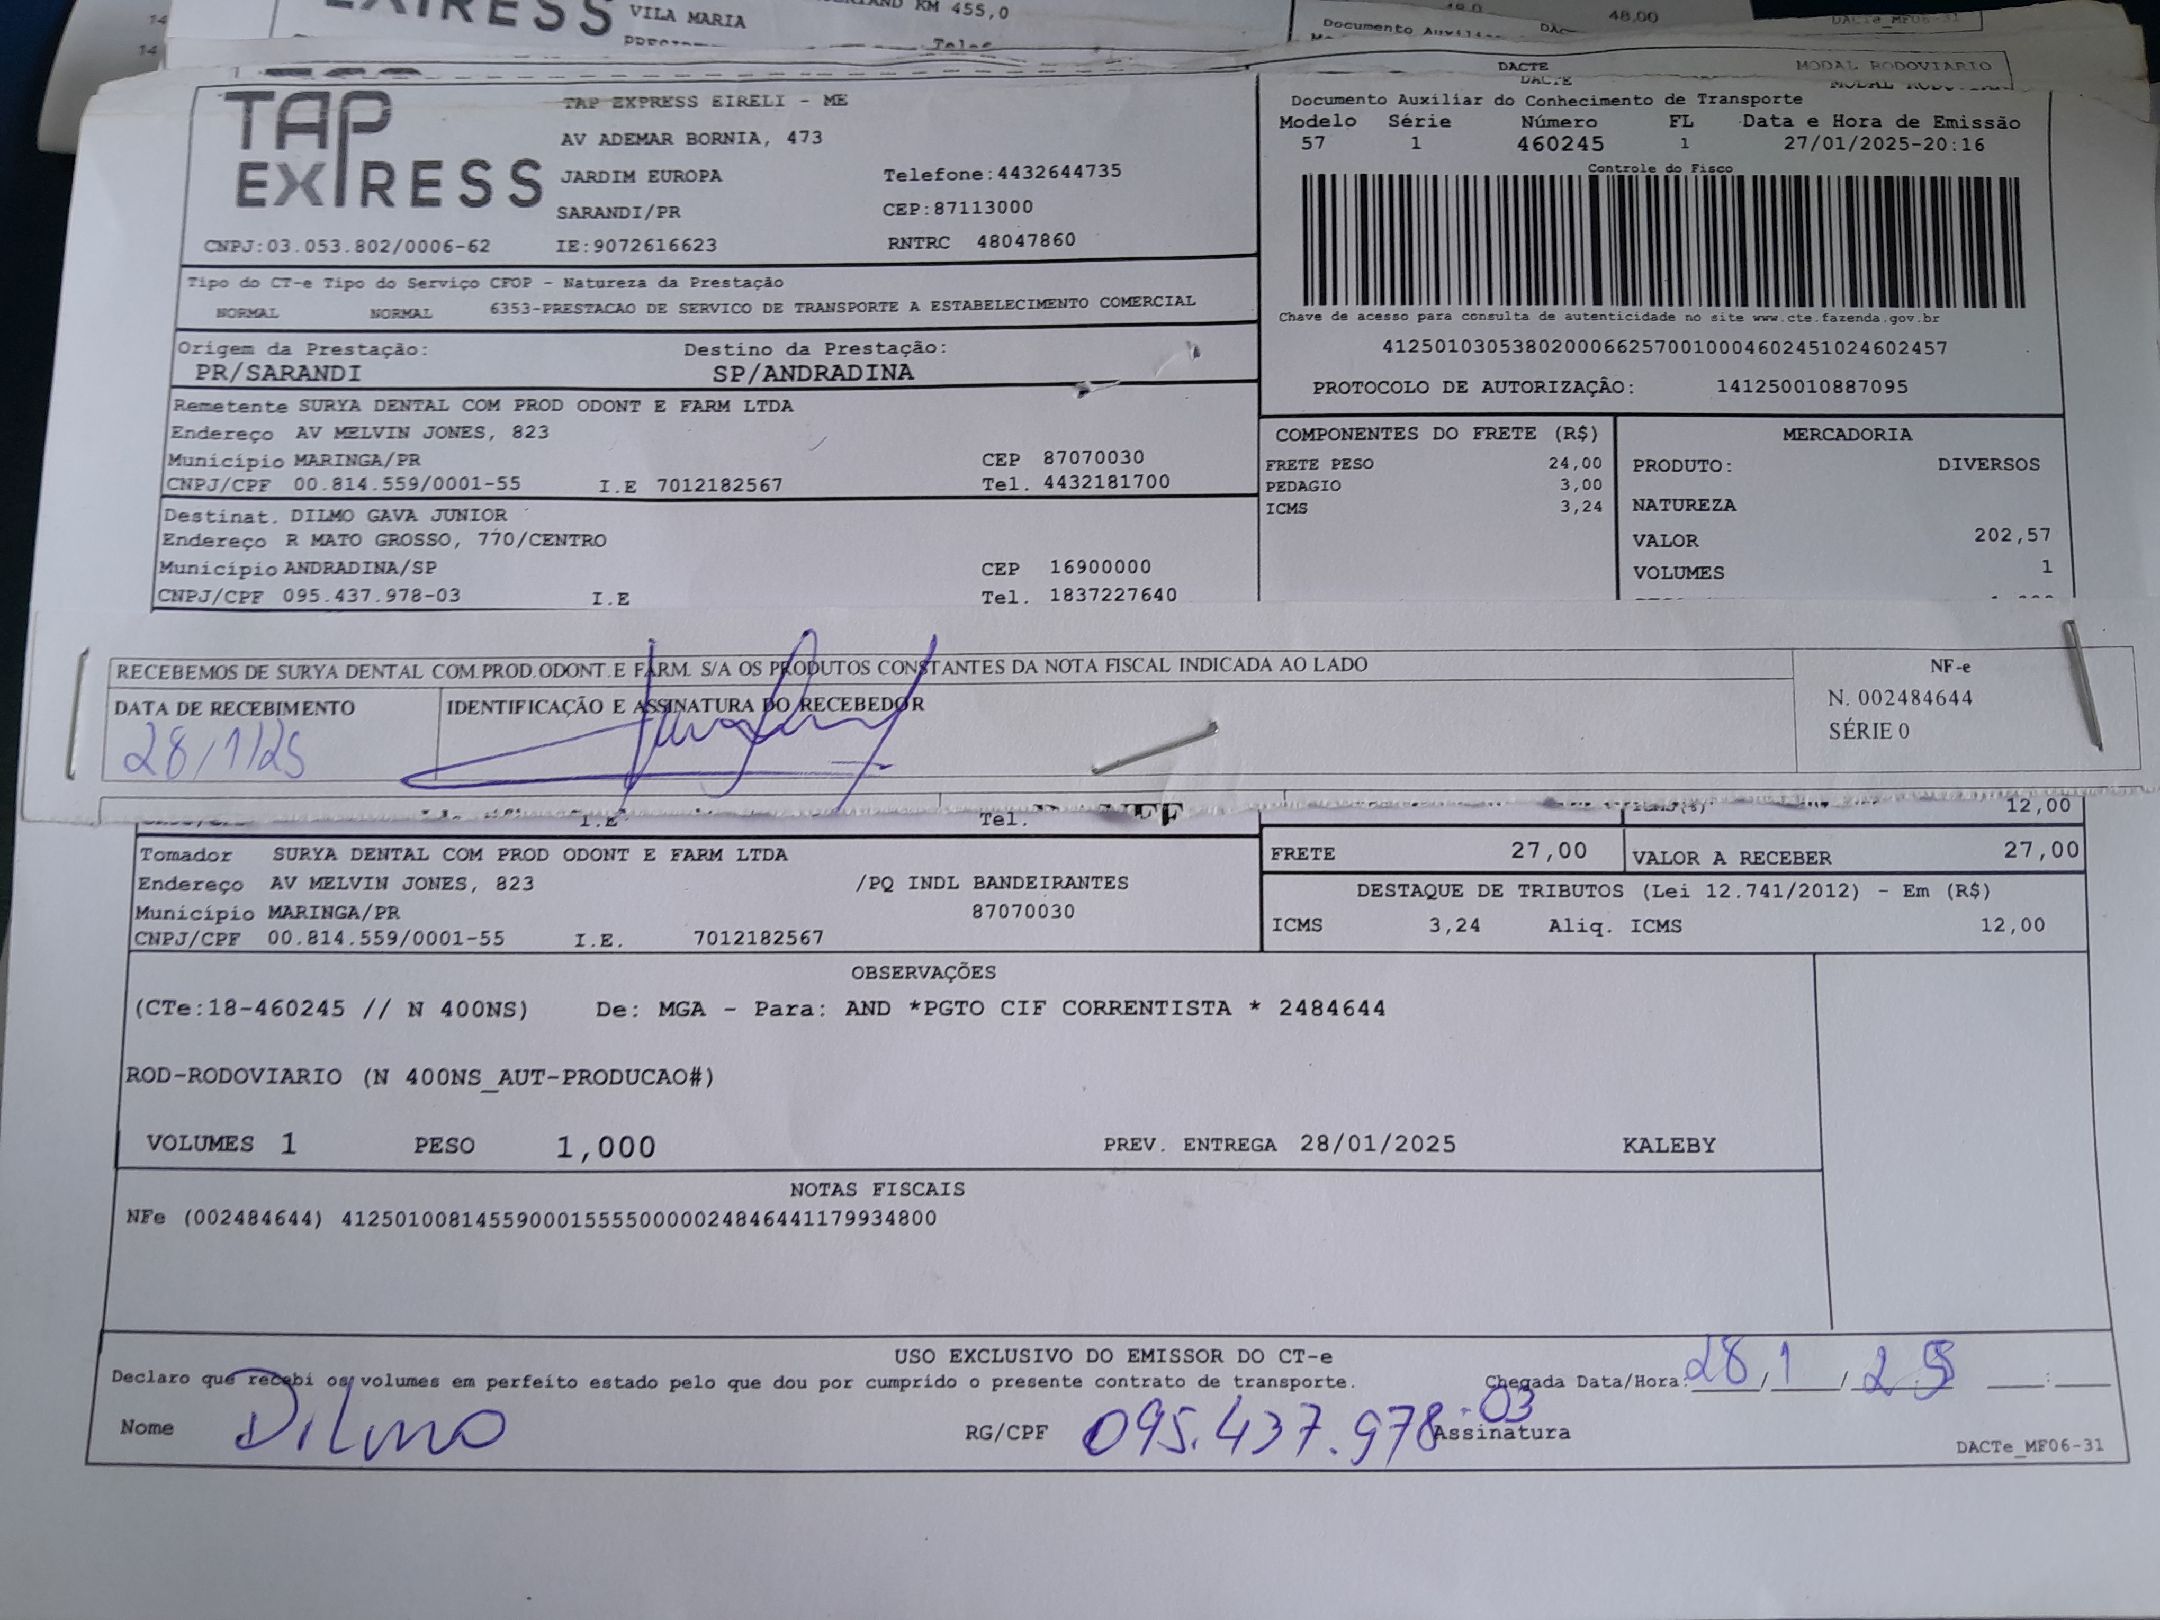 EXPRESS VILA MARIA
KM 455,0
48,00
Documento
DACTe_MF06-31
DACTE MODAL RODOVIARIO
DACTE
TAP EXPRESS
TAP EXPRESS EIRELI - ME
AV ADEMAR BORNIA, 473
JARDIM EUROPA Telefone:4432644735
SARANDI/PR CEP:87113000
CNPJ:03.053.802/0006-62 IE:9072616623 RNTRC 48047860
Documento Auxiliar do Conhecimento de Transporte
Modelo Série Número FL Data e Hora de Emissão
57 1 460245 1 27/01/2025-20:16
Controle do Fisco
Chave de acesso para consulta de autenticidade no site www.cte.fazenda.gov.br
41250103053802000662570010004602451024602457
PROTOCOLO DE AUTORIZAÇÃO: 141250010887095
Tipo do CT-e Tipo do Serviço CFOP - Natureza da Prestação
NORMAL NORMAL 6353-PRESTACAO DE SERVICO DE TRANSPORTE A ESTABELECIMENTO COMERCIAL
Origem da Prestação: Destino da Prestação:
PR/SARANDI SP/ANDRADINA
Remetente SURYA DENTAL COM PROD ODONT E FARM LTDA
Endereço AV MELVIN JONES, 823
Município MARINGA/PR CEP 87070030
CNPJ/CPF 00.814.559/0001-55 I.E 7012182567 Tel. 4432181700
Destinat. DILMO GAVA JUNIOR
Endereço R MATO GROSSO, 770/CENTRO
Município ANDRADINA/SP CEP 16900000
CNPJ/CPF 095.437.978-03 I.E Tel. 1837227640
COMPONENTES DO FRETE (R$)
FRETE PESO 24,00
PEDAGIO 3,00
ICMS 3,24
MERCADORIA
PRODUTO: DIVERSOS
NATUREZA
VALOR 202,57
VOLUMES 1
RECEBEMOS DE SURYA DENTAL COM.PROD.ODONT.E FARM. S/A OS PRODUTOS CONSTANTES DA NOTA FISCAL INDICADA AO LADO
DATA DE RECEBIMENTO IDENTIFICAÇÃO E ASSINATURA DO RECEBEDOR
28/1/25
NF-e
N. 002484644
SÉRIE 0
I.E Tel. 12,00
Tomador SURYA DENTAL COM PROD ODONT E FARM LTDA
Endereço AV MELVIN JONES, 823 /PQ INDL BANDEIRANTES
Município MARINGA/PR 87070030
CNPJ/CPF 00.814.559/0001-55 I.E. 7012182567
FRETE 27,00 VALOR A RECEBER 27,00
DESTAQUE DE TRIBUTOS (Lei 12.741/2012) - Em (R$)
ICMS 3,24 Aliq. ICMS 12,00
OBSERVAÇÕES
(CTe:18-460245 // N 400NS) De: MGA - Para: AND *PGTO CIF CORRENTISTA * 2484644
ROD-RODOVIARIO (N 400NS_AUT-PRODUCAO#)
VOLUMES 1 PESO 1,000 PREV. ENTREGA 28/01/2025 KALEBY
NOTAS FISCAIS
NFe (002484644) 41250100814559000155550000024846441179934800
USO EXCLUSIVO DO EMISSOR DO CT-e
Declaro que recebi os volumes em perfeito estado pelo que dou por cumprido o presente contrato de transporte. Chegada Data/Hora: 28/1/25 :
Nome Dilmo RG/CPF 095.437.978-03 Assinatura
DACTe_MF06-31